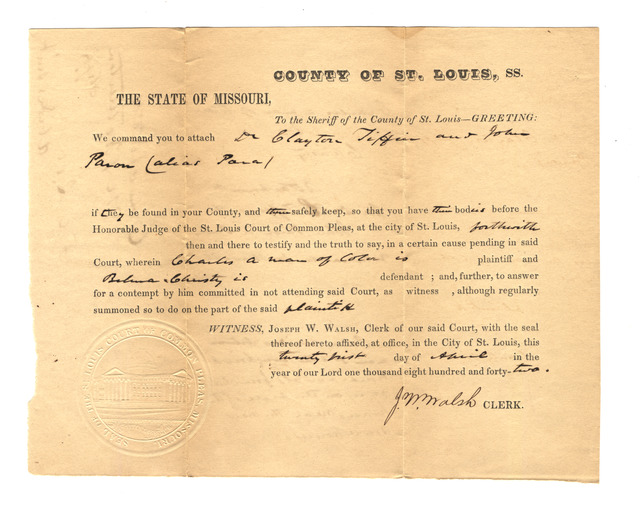 COUNTY OF ST. LOUIS, SS.
THE STATE OF MISSOURI,
To the Sheriff of the County of St. Louis—GREETING:
We command you to attach Dr Clayton Tiffin and John
Paron (alias Para)
if they be found in your County, and them safely keep, so that you have their bodies before the
Honorable Judge of the St. Louis Court of Common Pleas, at the city of St. Louis, forthwith
then and there to testify and the truth to say, in a certain cause pending in said
Court, wherein Charles a man of Color is plaintiff and
Christy is defendant ; and, further, to answer
for a contempt by him committed in not attending said Court, as witness , although regularly
summoned so to do on the part of the said plaintiff
WITNESS, JOSEPH W. WALSH, Clerk of our said Court, with the seal
thereof hereto affixed, at office, in the City of St. Louis, this
twenty first day of April in the
year of our Lord one thousand eight hundred and forty-two.
J. W. Walsh CLERK.